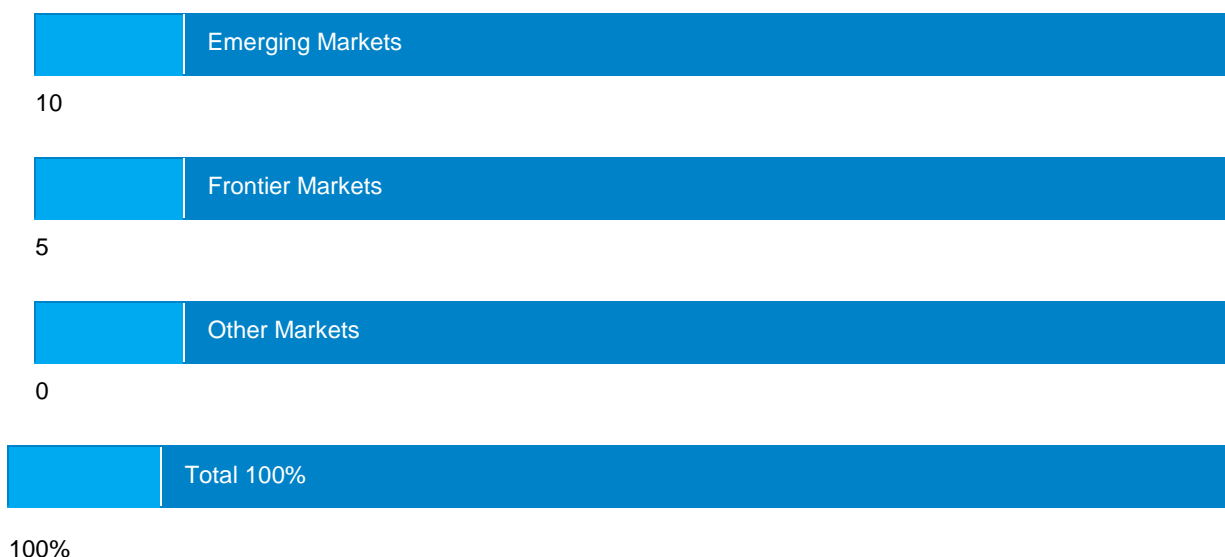 Emerging Markets
10
Frontier Markets
5
Other Markets
0
Total 100%
100%